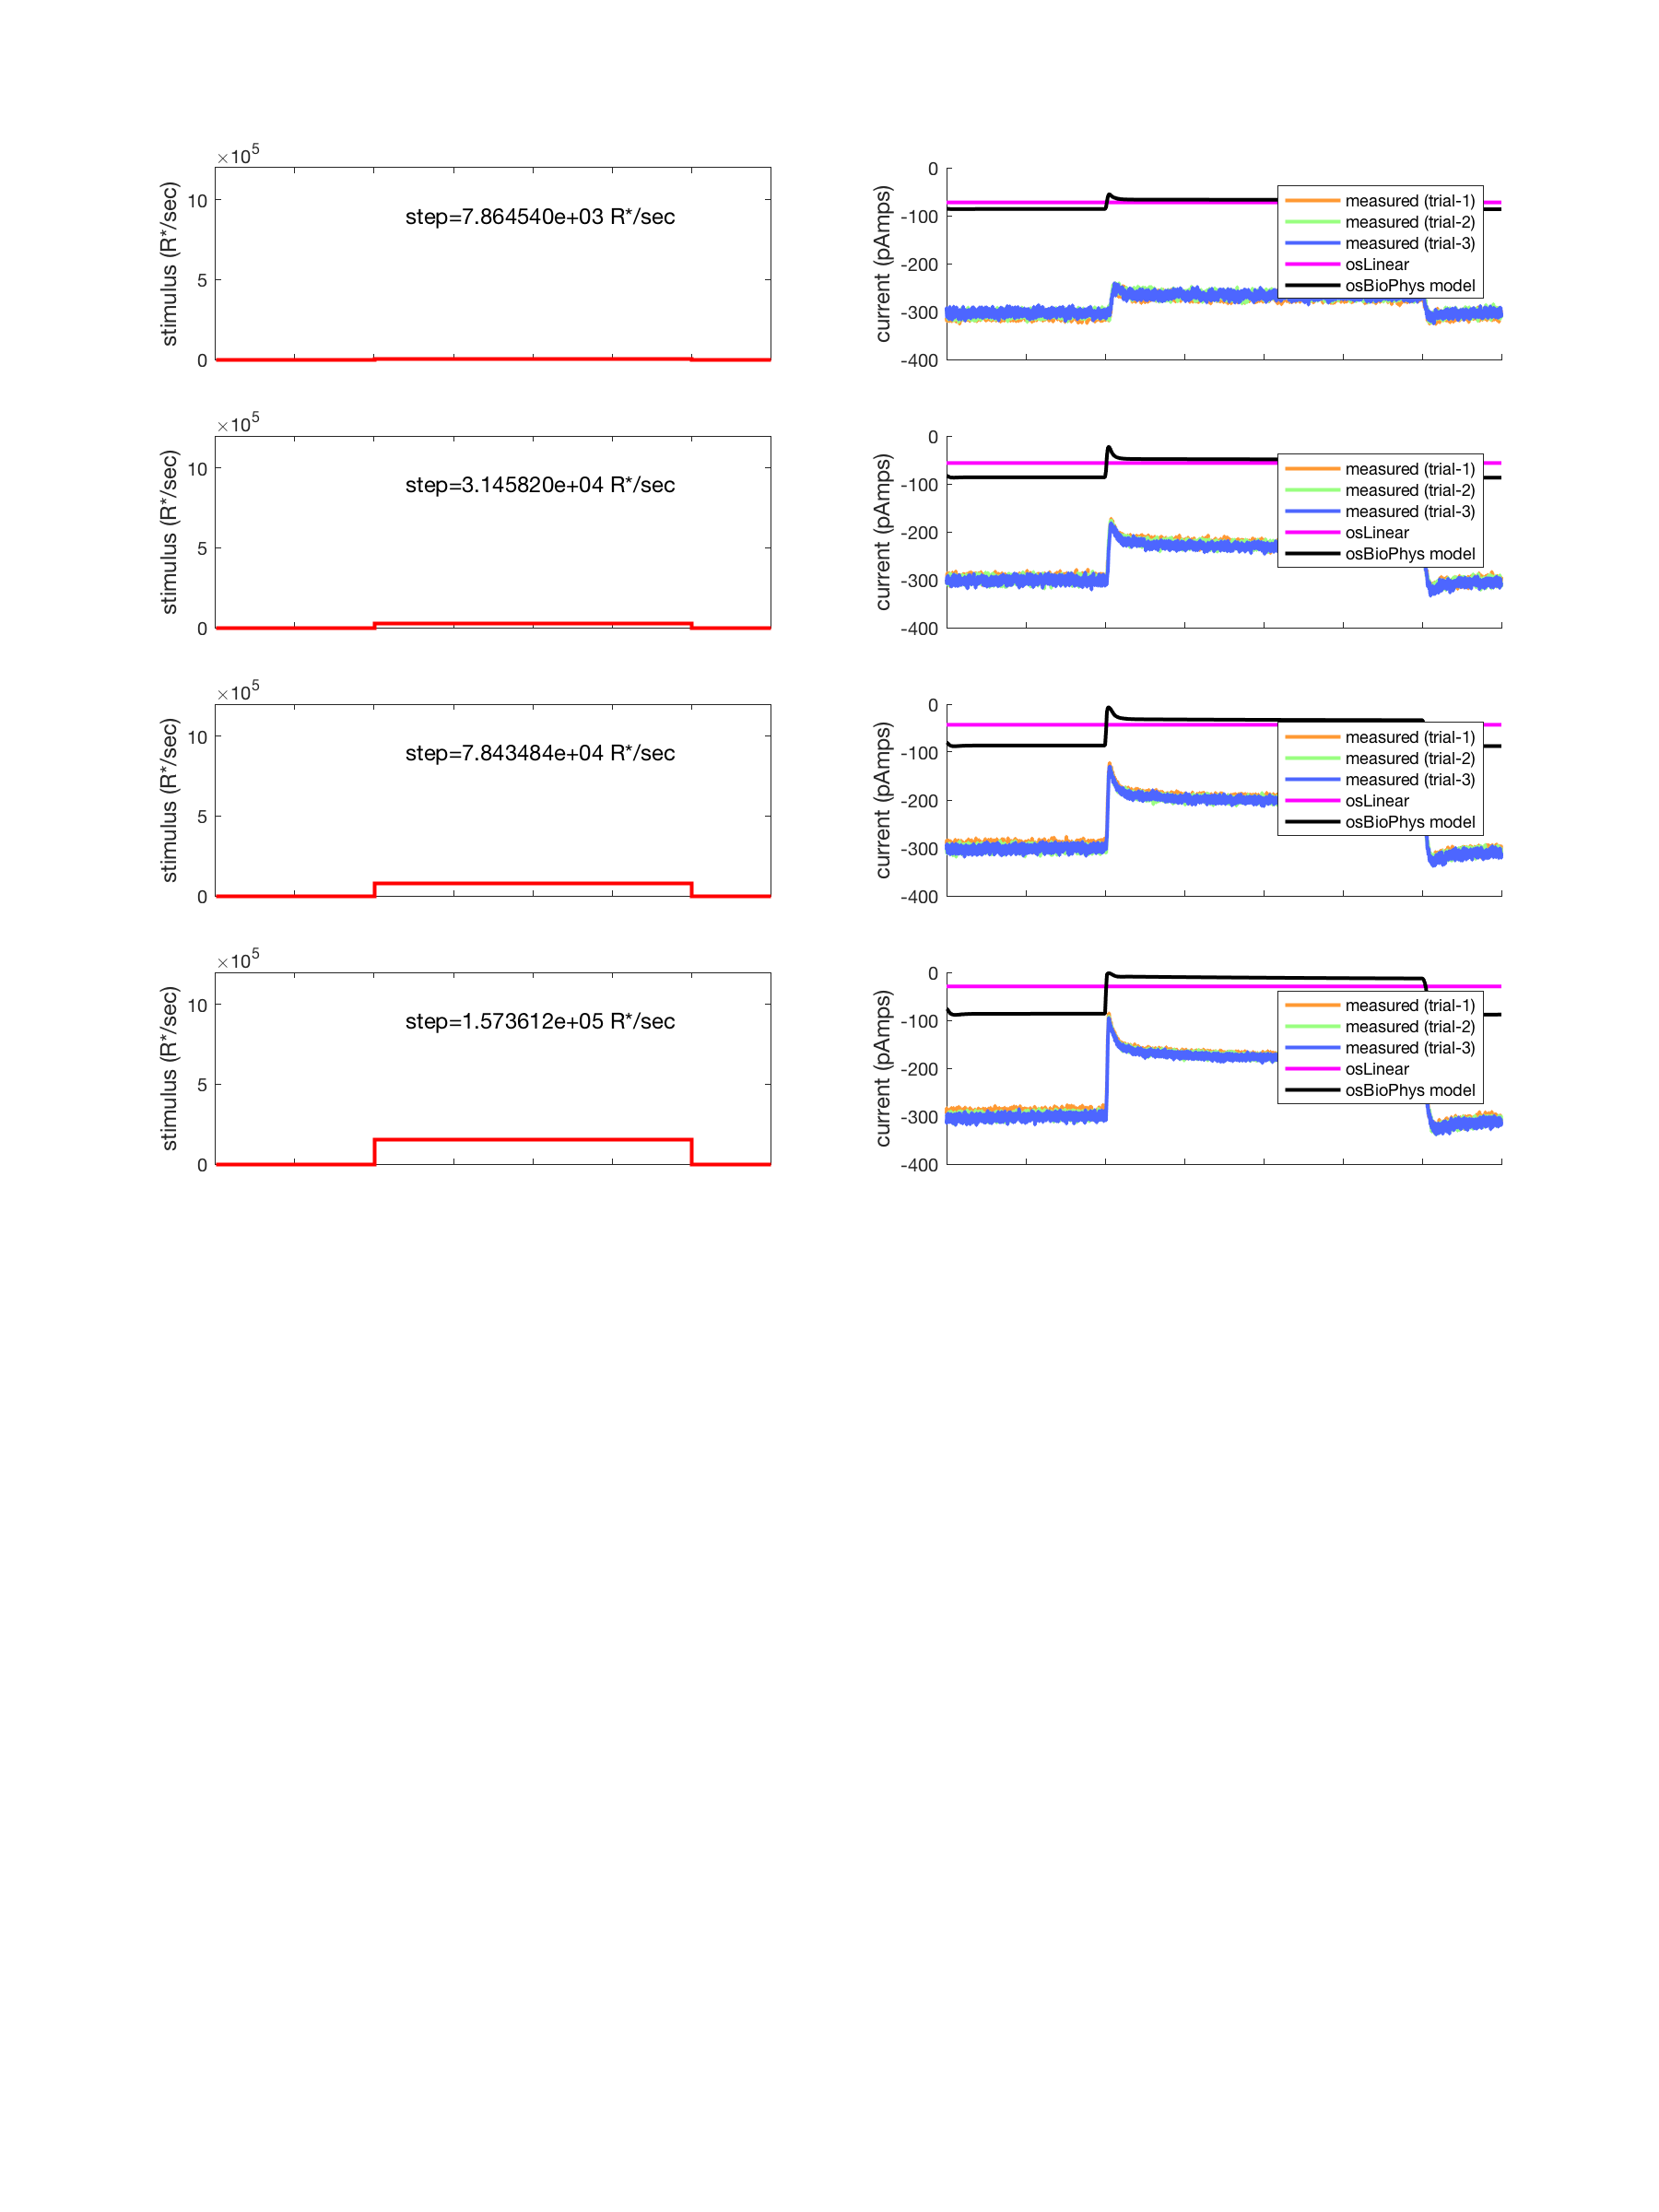 ×10^5
stimulus (R*/sec)
10
5
0
step=7.864540e+03 R*/sec
current (pAmps)
0
-100
-200
-300
-400
measured (trial-1)
measured (trial-2)
measured (trial-3)
osLinear
osBioPhys model
×10^5
stimulus (R*/sec)
10
5
0
step=3.145820e+04 R*/sec
current (pAmps)
0
-100
-200
-300
-400
measured (trial-1)
measured (trial-2)
measured (trial-3)
osLinear
osBioPhys model
×10^5
stimulus (R*/sec)
10
5
0
step=7.843484e+04 R*/sec
current (pAmps)
0
-100
-200
-300
-400
measured (trial-1)
measured (trial-2)
measured (trial-3)
osLinear
osBioPhys model
×10^5
stimulus (R*/sec)
10
5
0
step=1.573612e+05 R*/sec
current (pAmps)
0
-100
-200
-300
-400
measured (trial-1)
measured (trial-2)
measured (trial-3)
osLinear
osBioPhys model